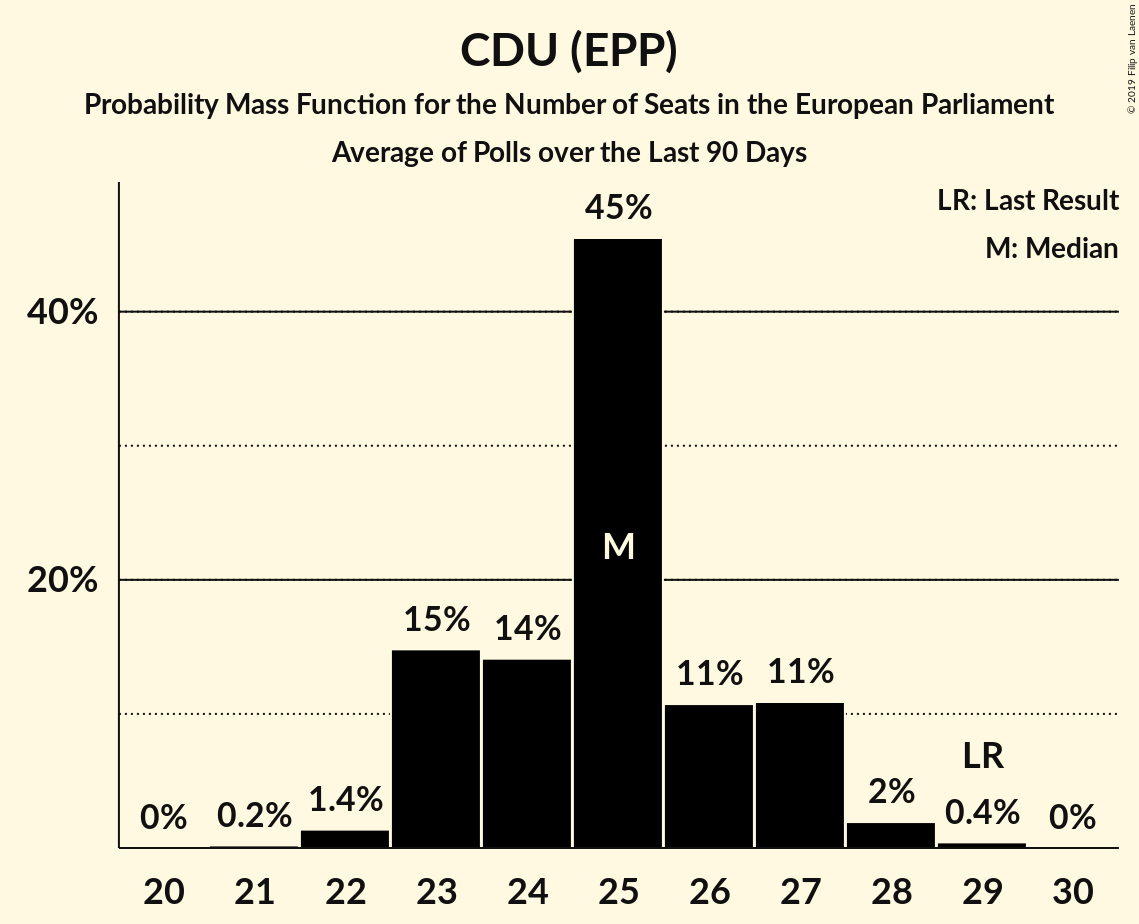 CDU (EPP)
Probability Mass Function for the Number of Seats in the European Parliament
Average of Polls over the Last 90 Days
© 2019 Filip van Laenen
LR: Last Result
M: Median
45%
40%
M
20%
15%
14%
11%
11%
LR
2%
1.4%
0.4%
0%
0.2%
0%
20 21 22 23 24 25 26 27 28 29 30